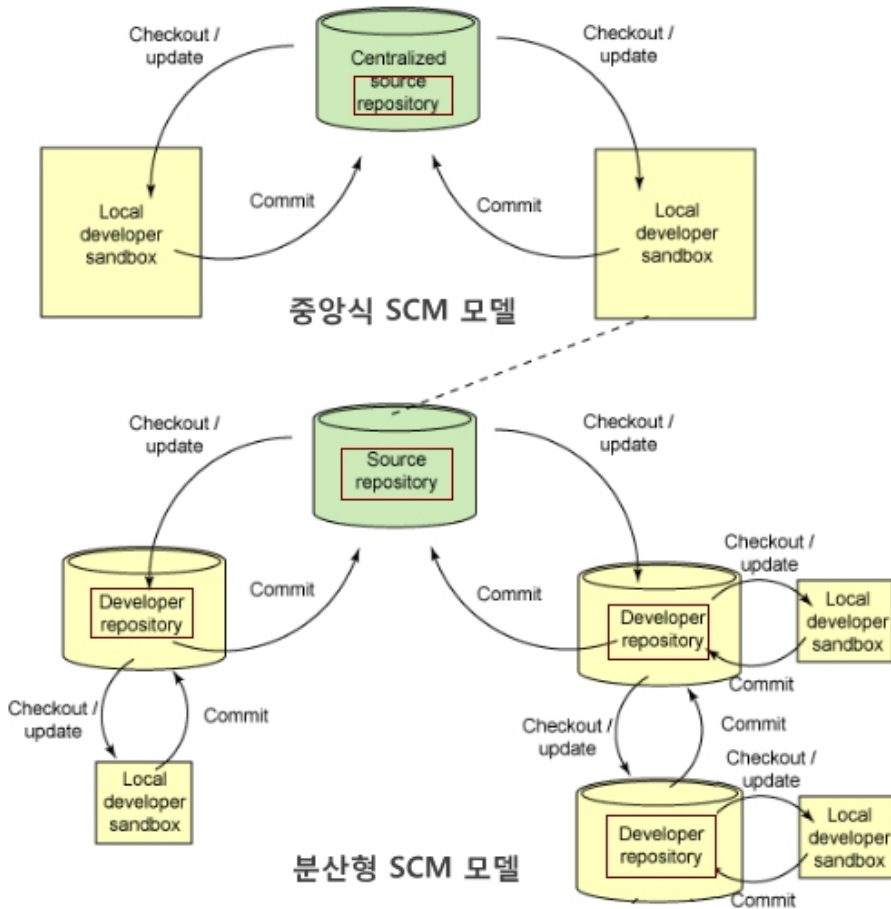 Checkout /
update
Centralized
source
repository
Checkout /
update
Local
developer
sandbox
Commit
Commit
Local
developer
sandbox
중앙식 SCM 모델
Checkout /
update
Source
repository
Checkout /
update
Developer
repository
Commit
Commit
Developer
repository
Checkout /
update
Local
developer
sandbox
Commit
Checkout /
update
Commit
Local
developer
sandbox
Checkout /
update
Commit
Checkout /
update
Developer
repository
Local
developer
sandbox
Commit
분산형 SCM 모델